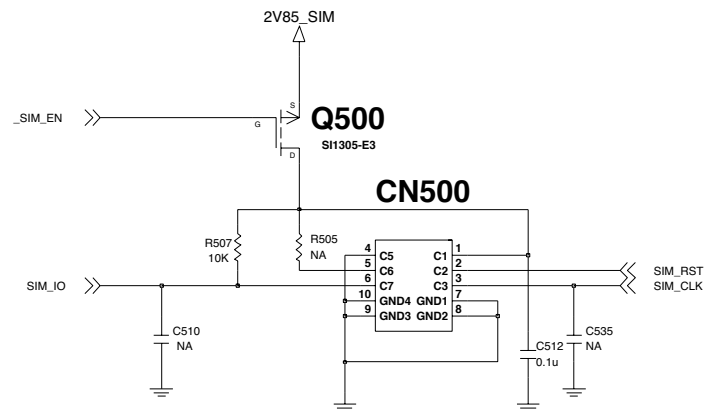 2V85_SIM
_SIM_EN
S
G
D
Q500
SI1305-E3
CN500
R507
10K
R505
NA
4 C5 C1 1
5 C6 C2 2
6 C7 C3 3
10 GND4 GND1 7
9 GND3 GND2 8
SIM_IO
SIM_RST
SIM_CLK
C510
NA
C512
0.1u
C535
NA